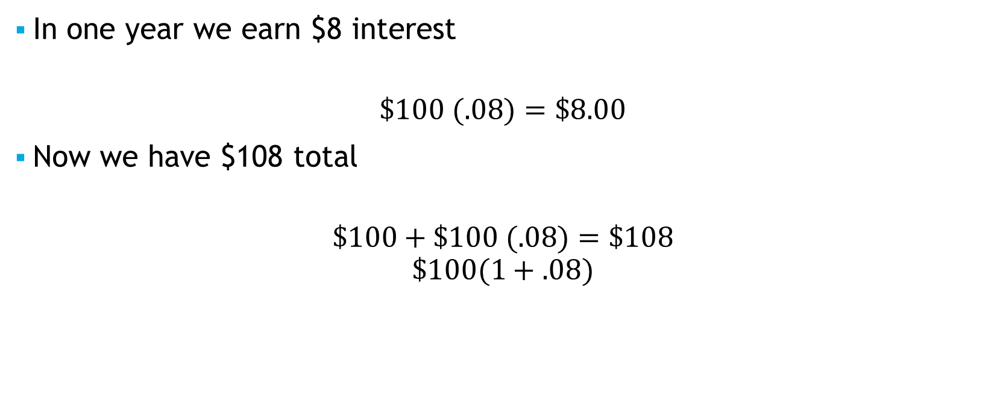 ▪ In one year we earn $8 interest
$100 (.08) = $8.00
▪ Now we have $108 total
$100 + $100 (.08) = $108
$100(1 + .08)